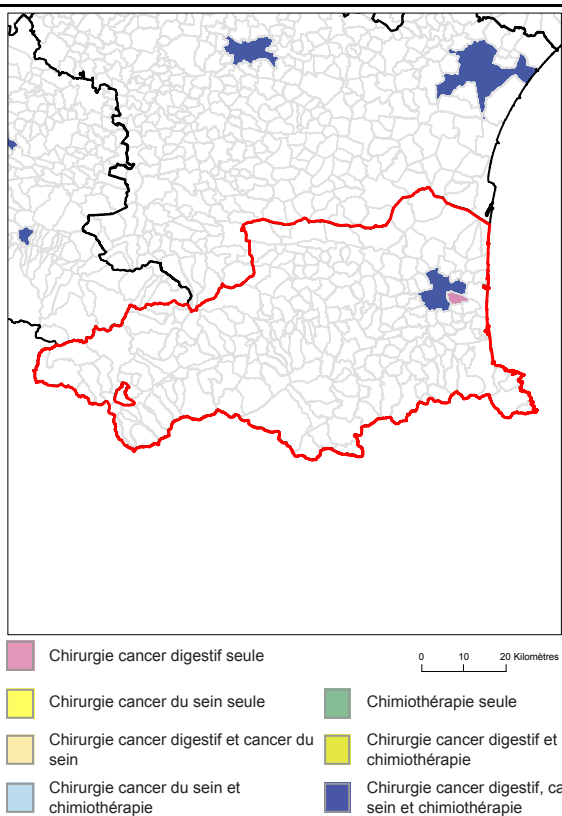 Chirurgie cancer digestif seule
0 10 20 Kilomètres
Chirurgie cancer du sein seule
Chimiothérapie seule
Chirurgie cancer digestif et cancer du
sein
Chirurgie cancer digestif et
chimiothérapie
Chirurgie cancer du sein et
chimiothérapie
Chirurgie cancer digestif, ca
sein et chimiothérapie